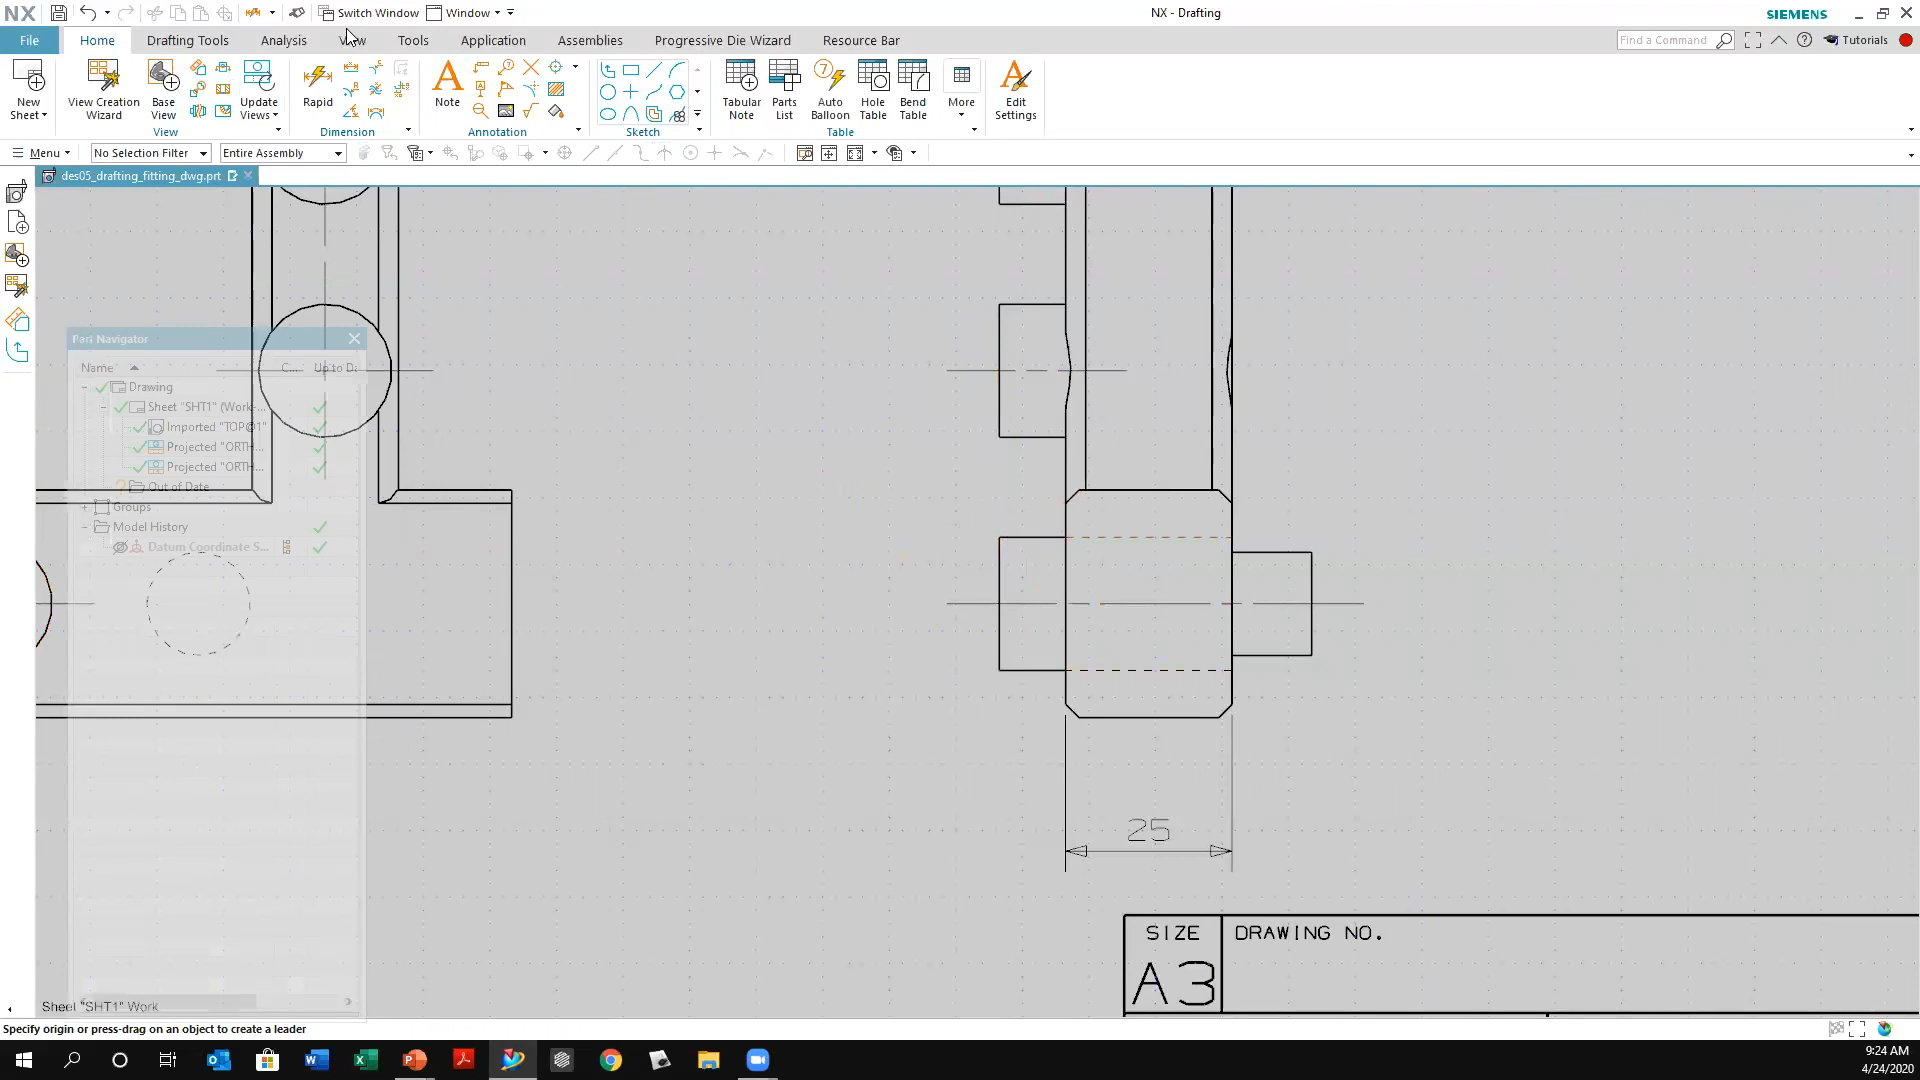 NX
Switch Window
Window
NX - Drafting
SIEMENS
File
Home
Drafting Tools
Analysis
View
Tools
Application
Assemblies
Progressive Die Wizard
Resource Bar
Find a Command
Tutorials
New Sheet
View Creation Wizard
Base View
Update Views
View
Rapid
Dimension
A
Note
Annotation
Sketch
Tabular Note
Parts List
7
Auto Balloon
Hole Table
Bend Table
Table
More
A
Edit Settings
Menu
No Selection Filter
Entire Assembly
des05_drafting_fitting_dwg.prt
Part Navigator
Name
C...
Up to Da
Drawing
Sheet "SHT1" (Work-...
Imported "TOP@1"
Projected "ORTH...
Projected "ORTH...
Out of Date
Groups
Model History
Datum Coordinate S...
25
SIZE
DRAWING NO.
A3
Sheet "SHT1" Work
Specify origin or press-drag on an object to create a leader
9:24 AM
4/24/2020